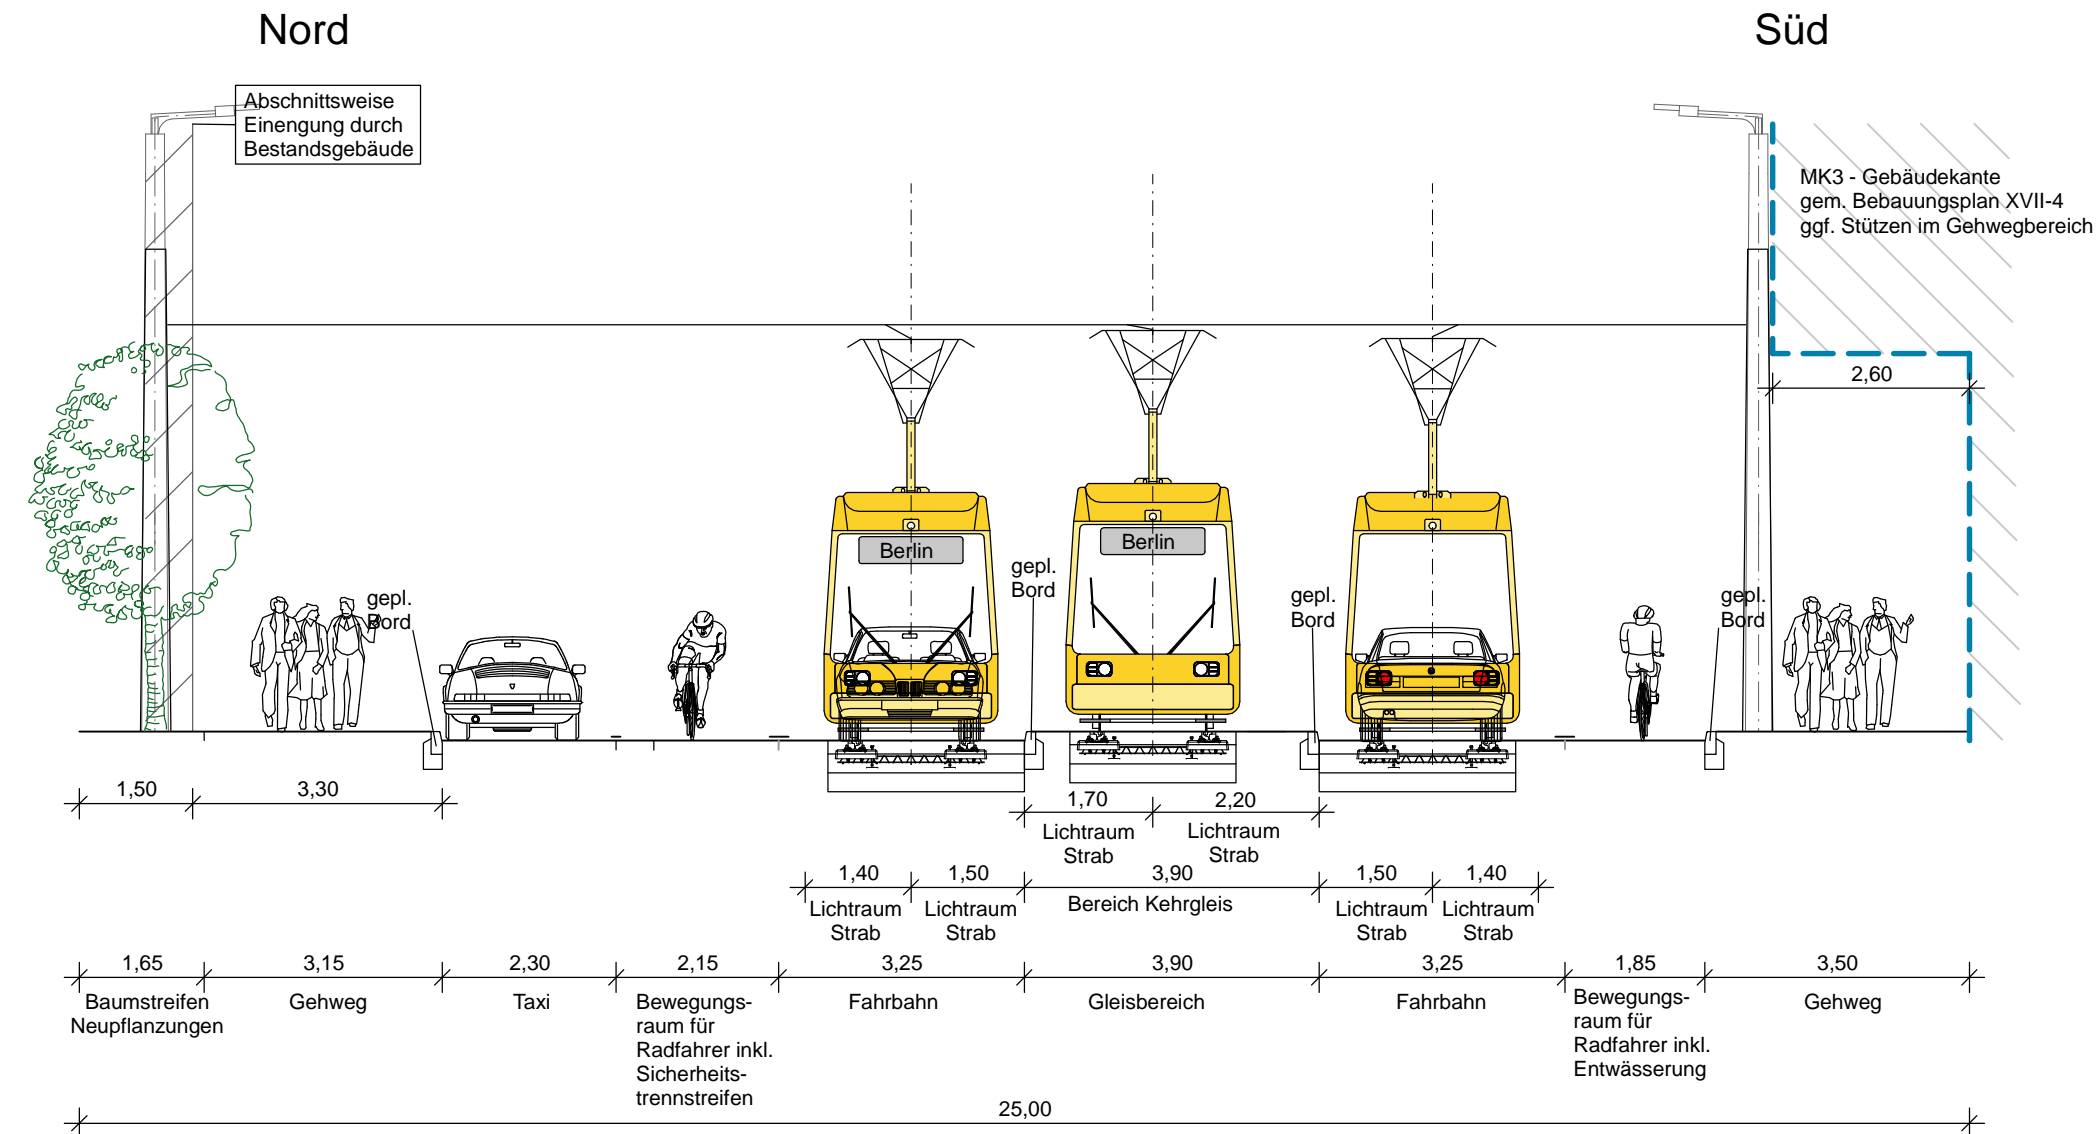 Nord
Süd
Abschnittsweise
Einengung durch
Bestandsgebäude
MK3 - Gebäudekante
gem. Bebauungsplan XVII-4
ggf. Stützen im Gehwegbereich
2,60
Berlin
Berlin
gepl.
Bord
gepl.
Bord
gepl.
Bord
gepl.
Bord
1,50
3,30
1,70
2,20
Lichtraum
Strab
Lichtraum
Strab
1,40
1,50
3,90
1,50
1,40
Lichtraum
Strab
Lichtraum
Strab
Bereich Kehrgleis
Lichtraum
Strab
Lichtraum
Strab
1,65
3,15
2,30
2,15
3,25
3,90
3,25
1,85
3,50
Baumstreifen
Neupflanzungen
Gehweg
Taxi
Bewegungs-
raum für
Radfahrer inkl.
Sicherheits-
trennstreifen
Fahrbahn
Gleisbereich
Fahrbahn
Bewegungs-
raum für
Radfahrer inkl.
Entwässerung
Gehweg
25,00